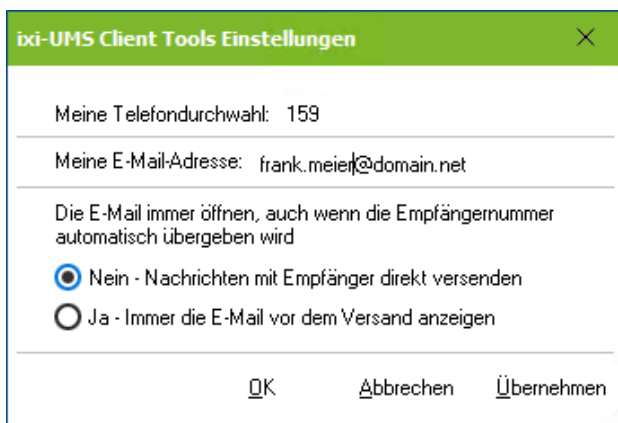 ixi-UMS Client Tools Einstellungen
Meine Telefondurchwahl: 159
Meine E-Mail-Adresse: frank.meier@domain.net
Die E-Mail immer öffnen, auch wenn die Empfängernummer
automatisch übergeben wird
Nein - Nachrichten mit Empfänger direkt versenden
Ja - Immer die E-Mail vor dem Versand anzeigen
OK Abbrechen Übernehmen